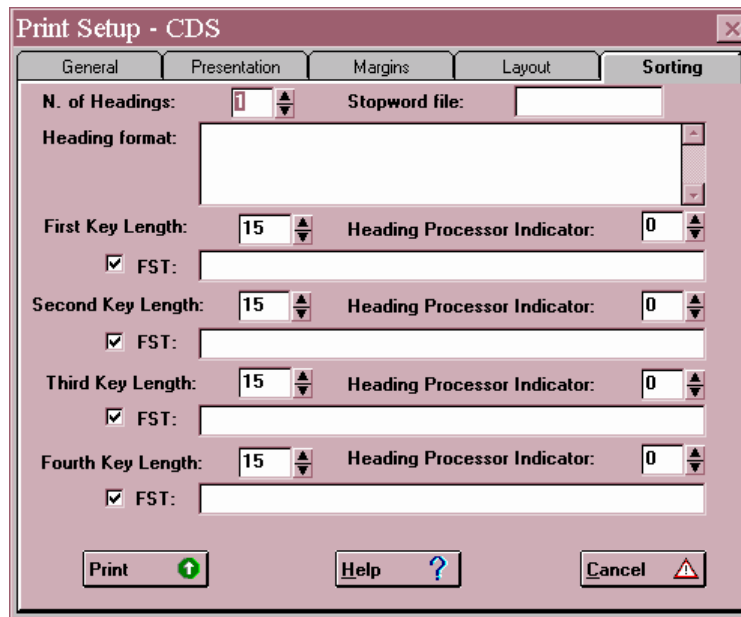 Print Setup - CDS
General Presentation Margins Layout Sorting
N. of Headings: 1 Stopword file:
Heading format:
First Key Length: 15 Heading Processor Indicator: 0
FST:
Second Key Length: 15 Heading Processor Indicator: 0
FST:
Third Key Length: 15 Heading Processor Indicator: 0
FST:
Fourth Key Length: 15 Heading Processor Indicator: 0
FST:
Print Help ? Cancel